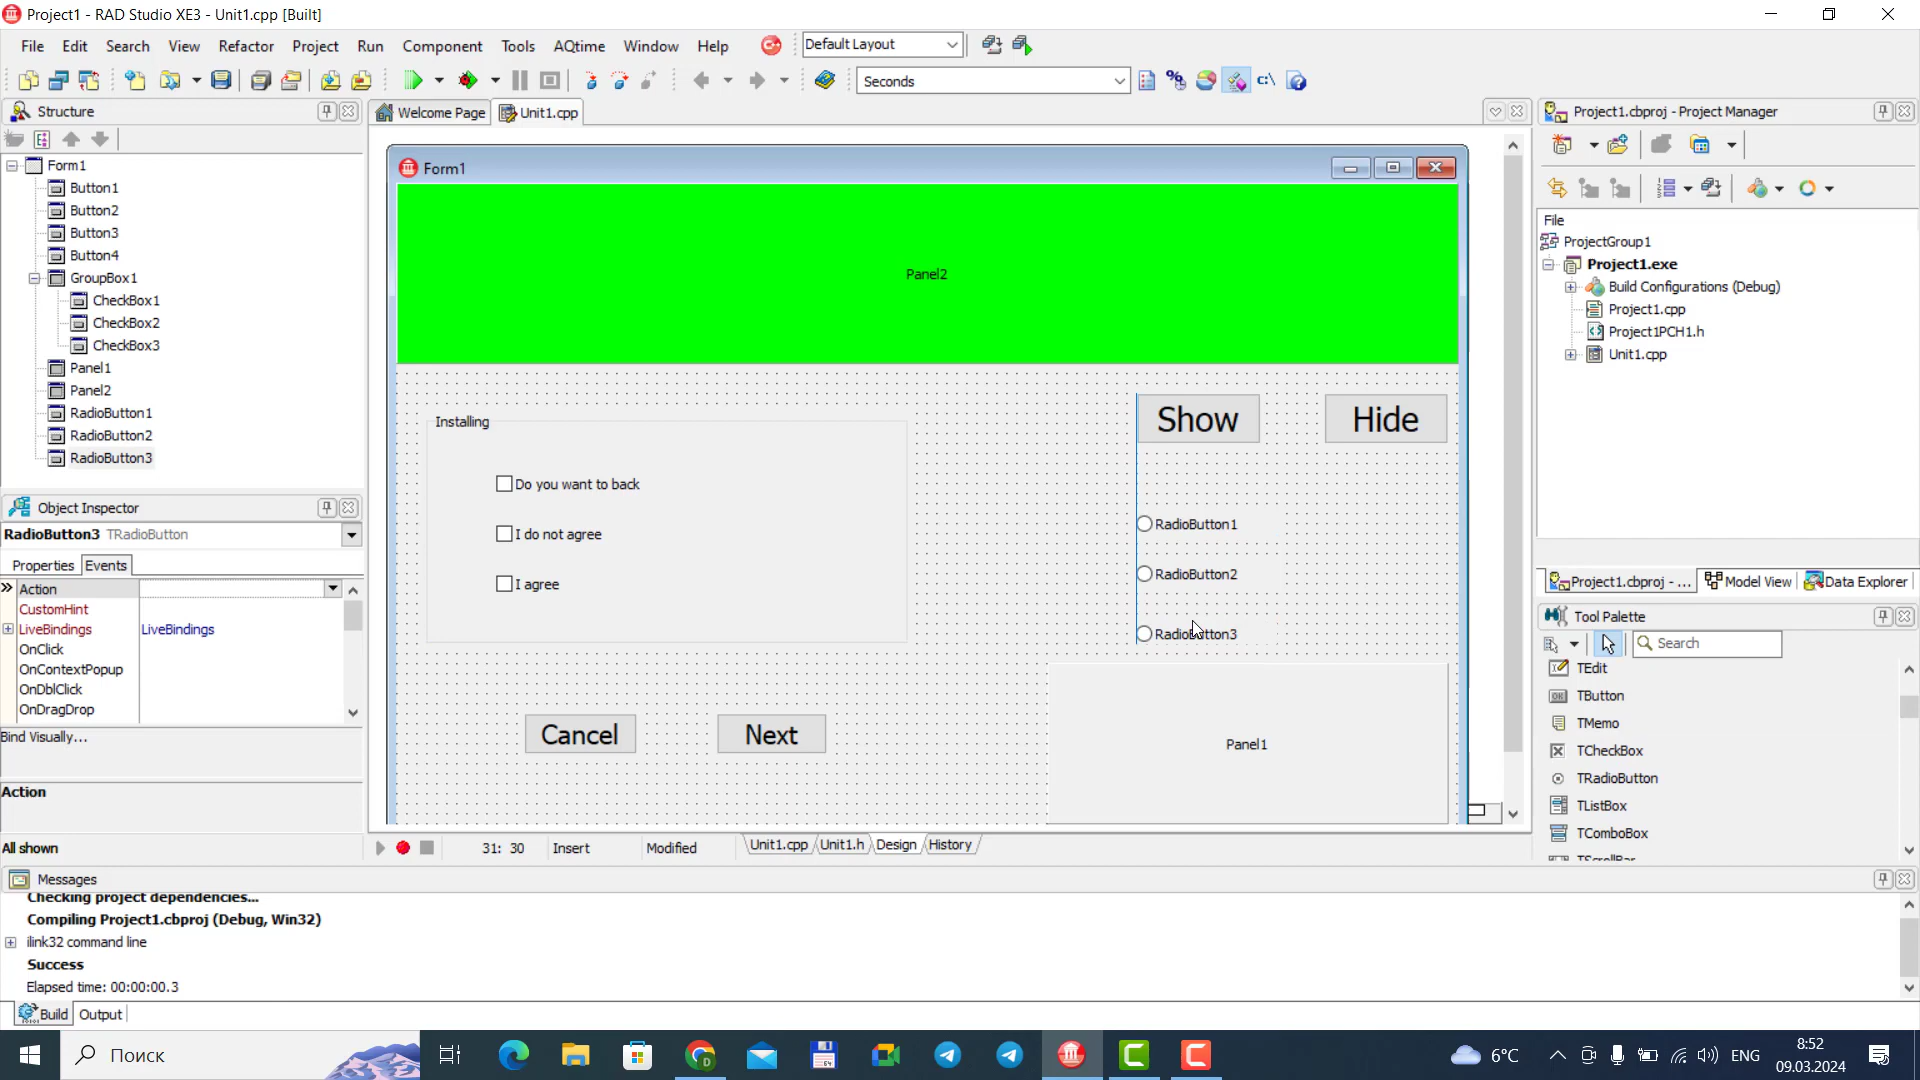 Project1 - RAD Studio XE3 - Unit1.cpp [Built]
File Edit Search View Refactor Project Run Component Tools AQtime Window Help Default Layout
Seconds
Structure
Form1
Button1
Button2
Button3
Button4
GroupBox1
CheckBox1
CheckBox2
CheckBox3
Panel1
Panel2
RadioButton1
RadioButton2
RadioButton3
Object Inspector
RadioButton3 TRadioButton
Properties Events
Action
CustomHint
LiveBindings LiveBindings
OnClick
OnContextPopup
OnDblClick
OnDragDrop
Bind Visually...
Action
All shown
Welcome Page Unit1.cpp
Form1
Panel2
Installing
Do you want to back
I do not agree
I agree
Show Hide
RadioButton1
RadioButton2
RadioButton3
Cancel Next
Panel1
31: 30 Insert Modified Unit1.cpp Unit1.h Design History
Project1.cbproj - Project Manager
File
ProjectGroup1
Project1.exe
Build Configurations (Debug)
Project1.cpp
Project1PCH1.h
Unit1.cpp
Project1.cbproj - ... Model View Data Explorer
Tool Palette
Search
TEdit
TButton
TMemo
TCheckBox
TRadioButton
TListBox
TComboBox
TScrollBar
Messages
Checking project dependencies...
Compiling Project1.cbproj (Debug, Win32)
ilink32 command line
Success
Elapsed time: 00:00:00.3
Build Output
Поиск
6°C ENG 8:52
09.03.2024